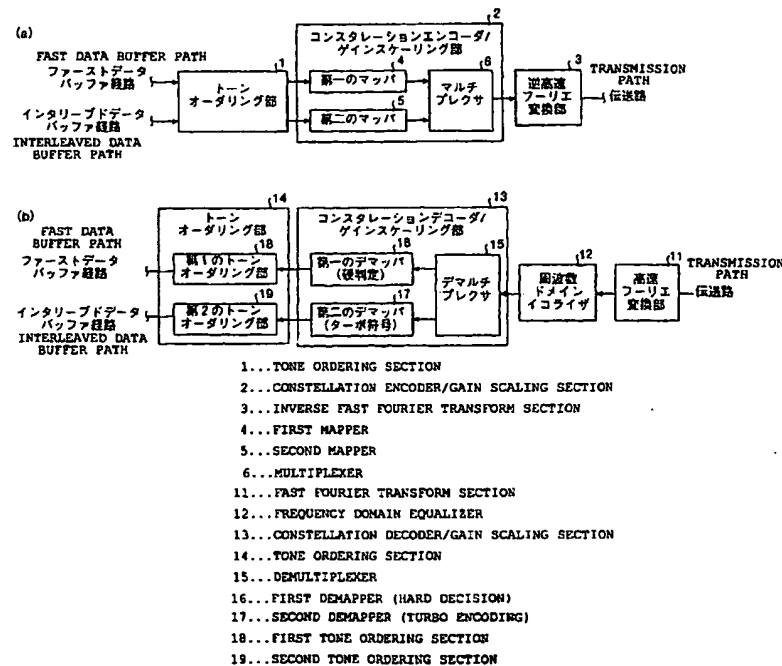 (a)
2
コンスタレーションエンコーダ/
ゲインスケーリング部
FAST DATA BUFFER PATH
ファーストデータ
バッファ経路
1
トーン
オーダリング部
4
第一のマッパ
5
第二のマッパ
6
マルチ
プレクサ
3
逆高速
フーリエ
変換部
TRANSMISSION
PATH
伝送路
インタリーブドデータ
バッファ経路
INTERLEAVED DATA
BUFFER PATH
(b)
14
トーン
オーダリング部
13
コンスタレーションデコーダ/
ゲインスケーリング部
FAST DATA
BUFFER PATH
ファーストデータ
バッファ経路
18
第1のトーン
オーダリング部
16
第一のデマッパ
(硬判定)
15
デマルチ
プレクサ
12
周波数
ドメイン
イコライザ
11
高速
フーリエ
変換部
TRANSMISSION
PATH
伝送路
インタリーブドデータ
バッファ経路
INTERLEAVED DATA
BUFFER PATH
19
第2のトーン
オーダリング部
17
第二のデマッパ
(ターボ符号)
1...TONE ORDERING SECTION
2...CONSTELLATION ENCODER/GAIN SCALING SECTION
3...INVERSE FAST FOURIER TRANSFORM SECTION
4...FIRST MAPPER
5...SECOND MAPPER
6...MULTIPLEXER
11...FAST FOURIER TRANSFORM SECTION
12...FREQUENCY DOMAIN EQUALIZER
13...CONSTELLATION DECODER/GAIN SCALING SECTION
14...TONE ORDERING SECTION
15...DEMULTIPLEXER
16...FIRST DEMAPPER (HARD DECISION)
17...SECOND DEMAPPER (TURBO ENCODING)
18...FIRST TONE ORDERING SECTION
19...SECOND TONE ORDERING SECTION